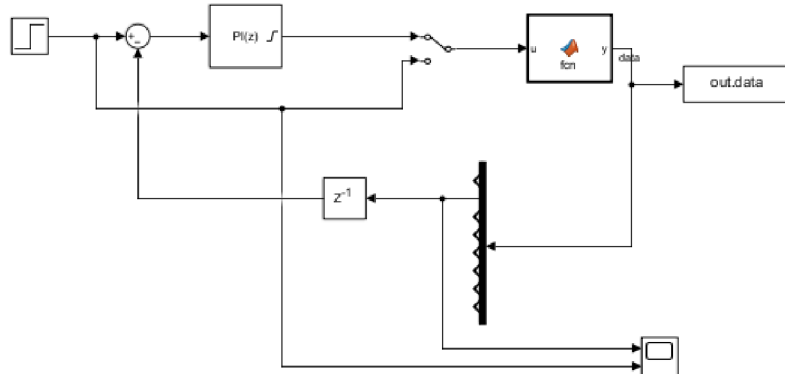 +
−
PI(z)
u
fcn
y
data
out.data
Z-1